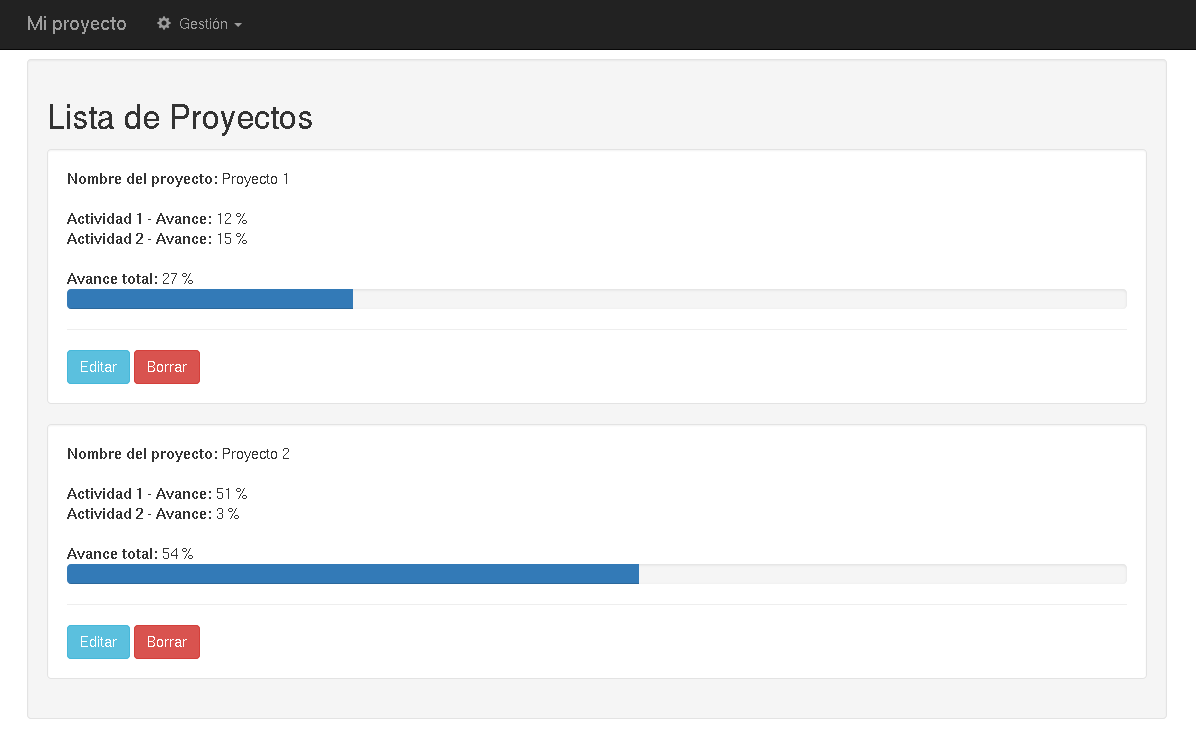 Mi proyecto Gestión
Lista de Proyectos
Nombre del proyecto: Proyecto 1
Actividad 1 - Avance: 12 %
Actividad 2 - Avance: 15 %
Avance total: 27 %
Editar Borrar
Nombre del proyecto: Proyecto 2
Actividad 1 - Avance: 51 %
Actividad 2 - Avance: 3 %
Avance total: 54 %
Editar Borrar